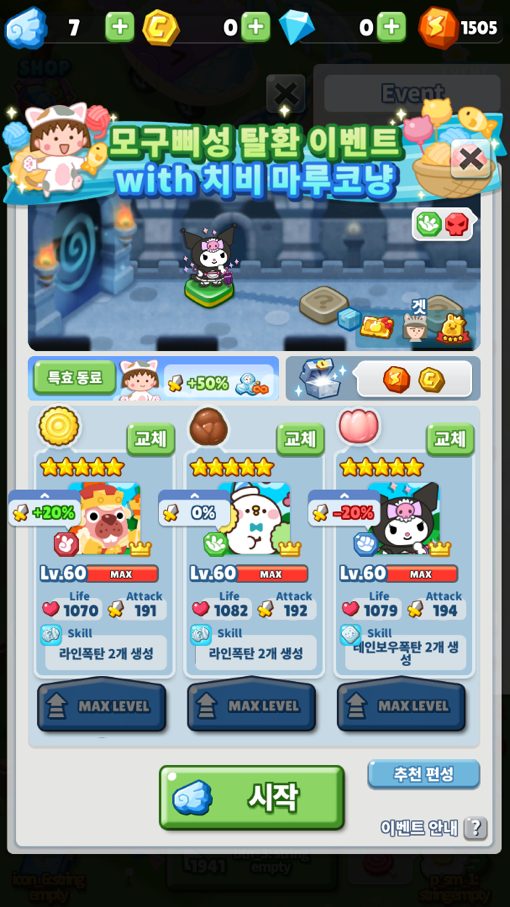 7
0
0
1505
SHOP
Event
모구삐성 탈환 이벤트
with 치비 마루코냥
?
겟
?
특효 동료
+50%
교체
교체
교체
+20%
0%
-20%
Lv.60 MAX
Lv.60 MAX
Lv.60 MAX
Life Attack
1070 191
Life Attack
1082 192
Life Attack
1079 194
Skill
라인폭탄 2개 생성
Skill
라인폭탄 2개 생성
Skill
레인보우폭탄 2개 생
성
MAX LEVEL
MAX LEVEL
MAX LEVEL
시작
추천 편성
이벤트 안내 ?
1941
icon_6:string
empty
empty